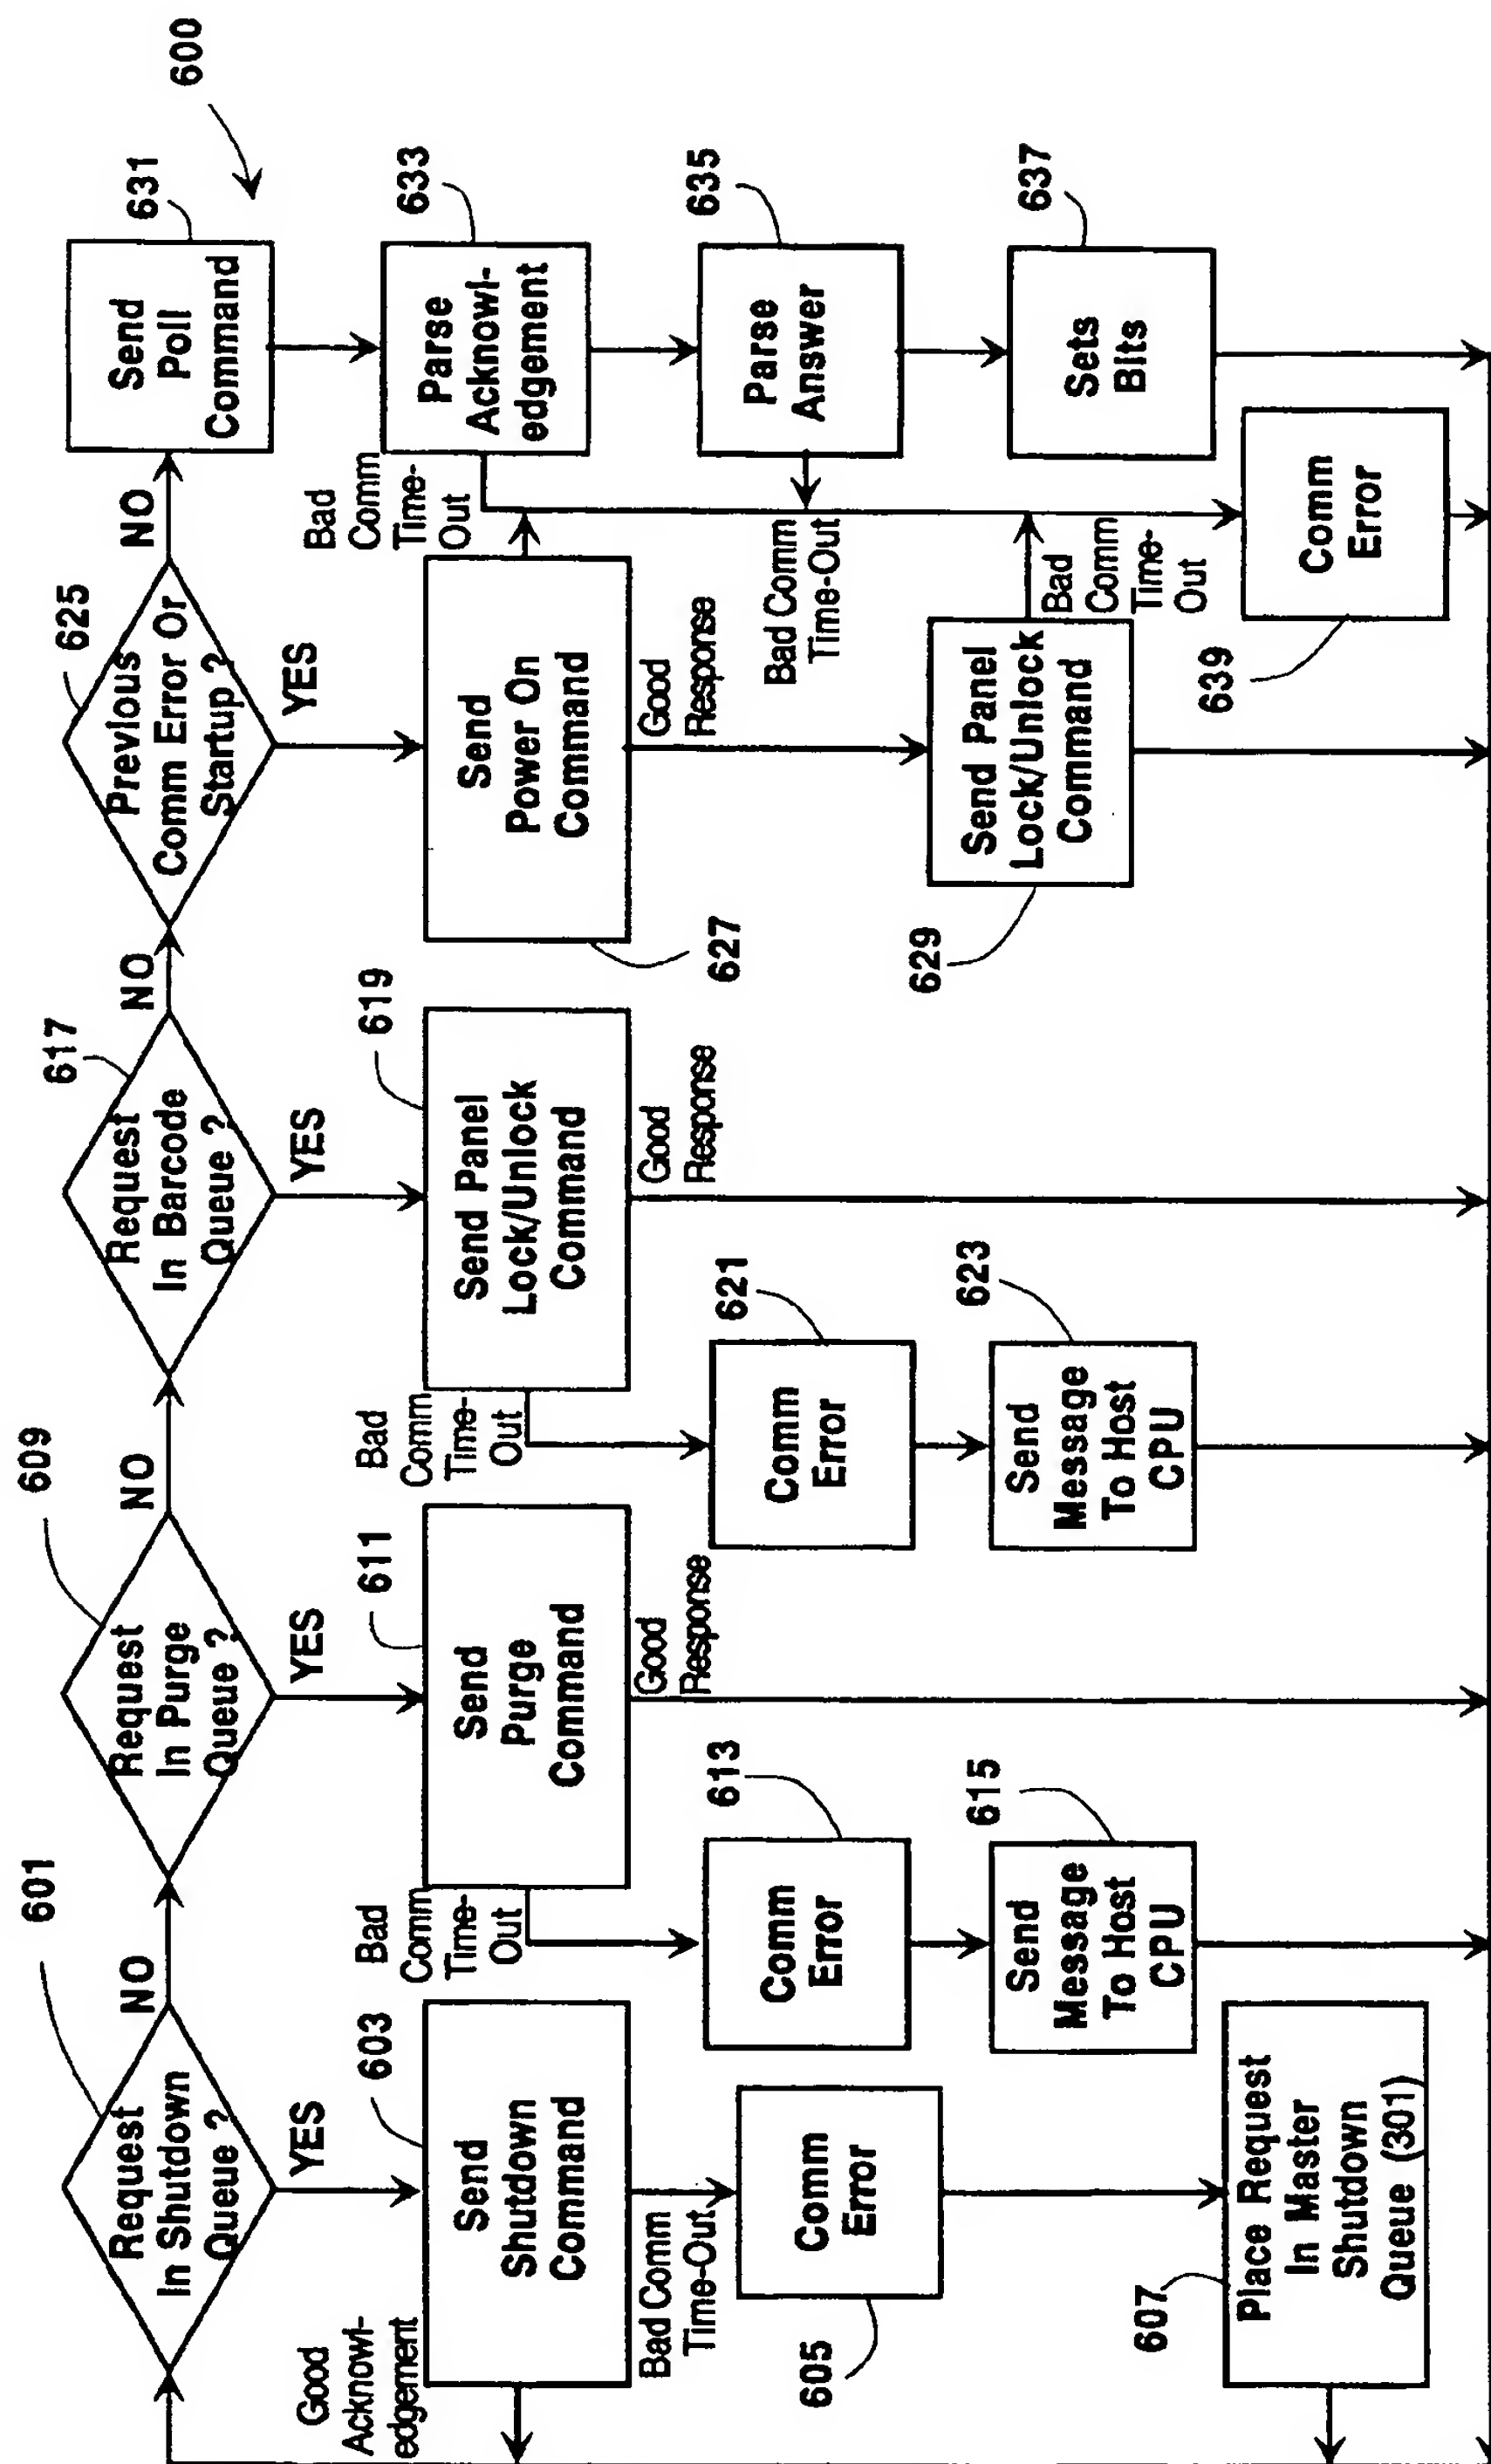 600
601
Request
In Shutdown
Queue ?
NO
609
Request
In Purge
Queue ?
NO
617
Request
In Barcode
Queue ?
NO
625
Previous
Comm Error Or
Startup ?
NO
631
Send
Poll
Command
YES
YES
YES
YES
Good
Acknowl-
edgement
603
Send
Shutdown
Command
Bad
Comm
Time-
Out
611
Send
Purge
Command
Bad
Comm
Time-
Out
619
Send Panel
Lock/Unlock
Command
627
Send
Power On
Command
Bad
Comm
Time-
Out
633
Parse
Acknowl-
edgement
Bad Comm
Time-Out
Good
Response
Good
Response
Good
Response
605
Comm
Error
613
Comm
Error
621
Comm
Error
Bad Comm
Time-Out
635
Parse
Answer
615
Send
Message
To Host
CPU
623
Send
Message
To Host
CPU
629
Send Panel
Lock/Unlock
Command
Bad
Comm
Time-
Out
637
Sets
Bits
607
Place Request
In Master
Shutdown
Queue (301)
639
Comm
Error